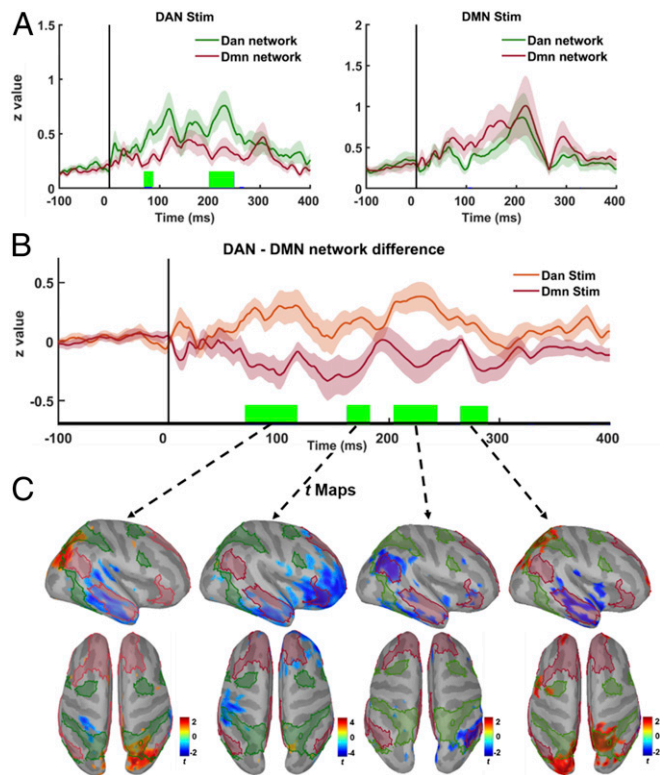 A
DAN Stim
DMN Stim
Dan network
Dmn network
Dan network
Dmn network
z value
1.5
1
0.5
0
-100 0 100 200 300 400
Time (ms)
2
1.5
1
0.5
0
-100 0 100 200 300 400
Time (ms)
B
DAN - DMN network difference
Dan Stim
Dmn Stim
z value
0.5
0
-0.5
-100 0 100 200 300 400
Time (ms)
C
t Maps
2
0
-2
t
4
2
0
-2
-4
t
2
0
-2
t
2
0
-2
t